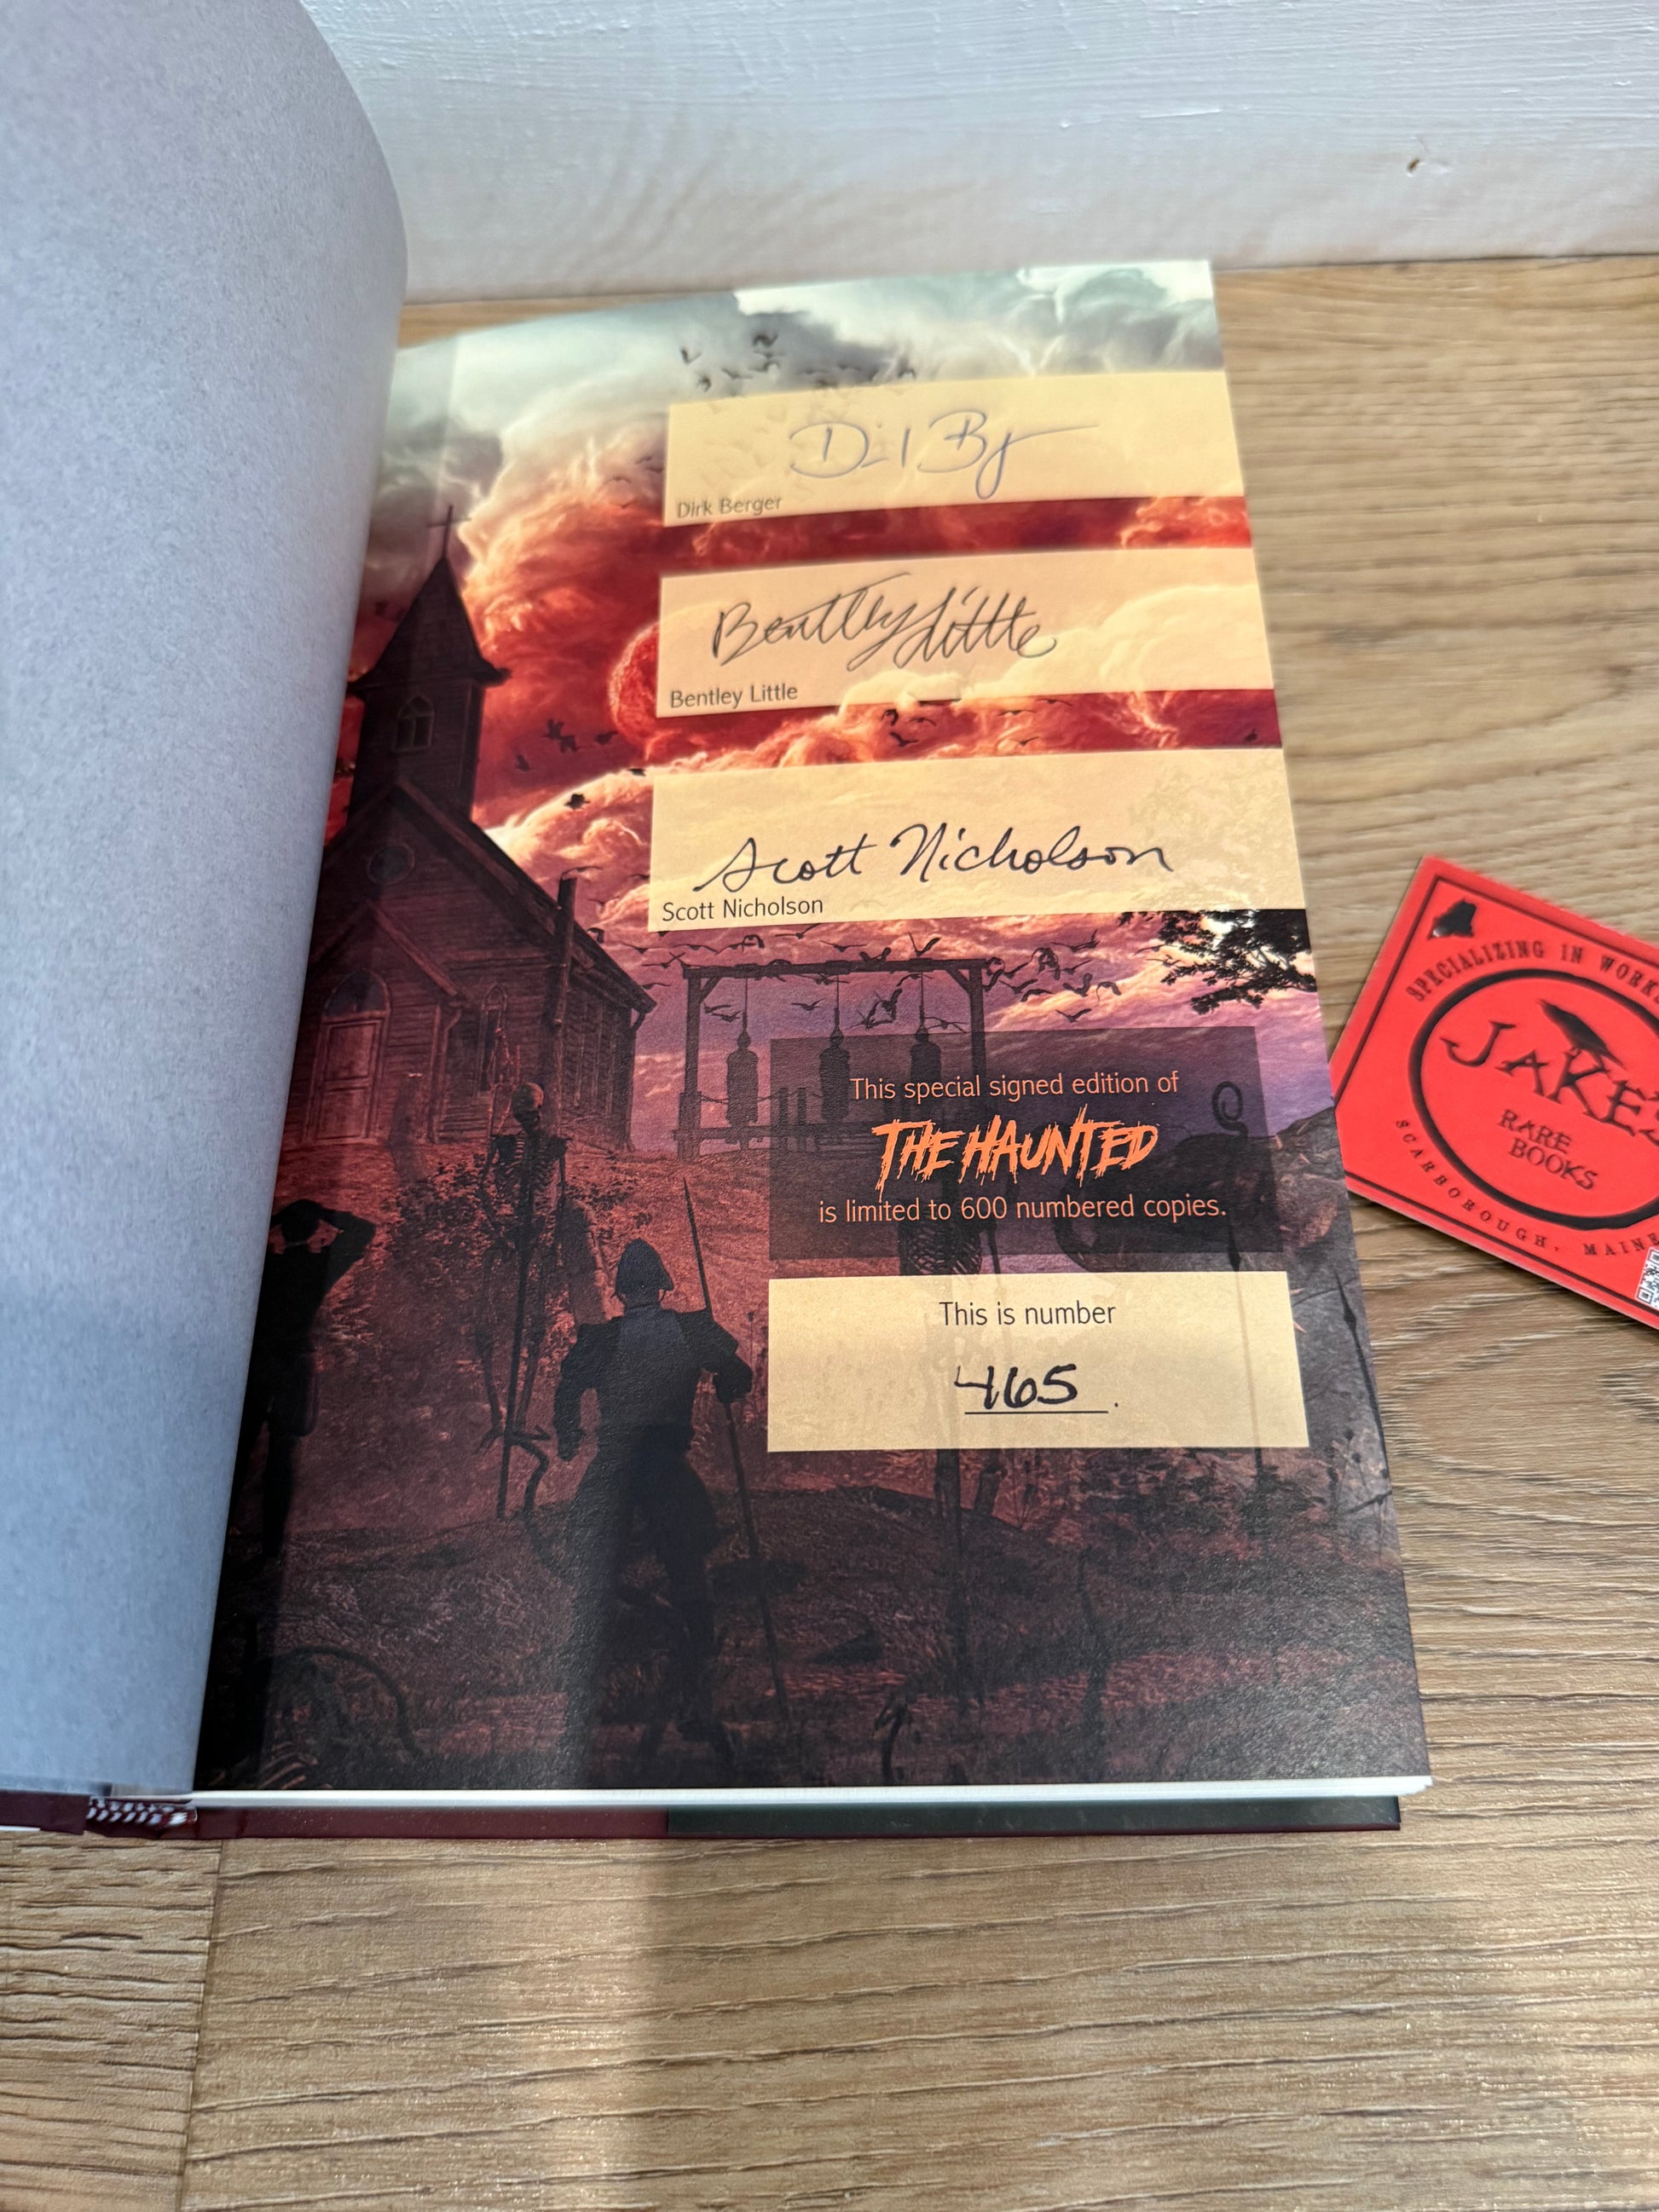 Dirk Berger
Bentley Little
Bentley Little
Scott Nicholson
Scott Nicholson
This special signed edition of
THE HAUNTED
is limited to 600 numbered copies.
This is number
465.
SPECIALIZING IN
JAKE'S
RARE
BOOKS
SCARBOROUGH, MAINE